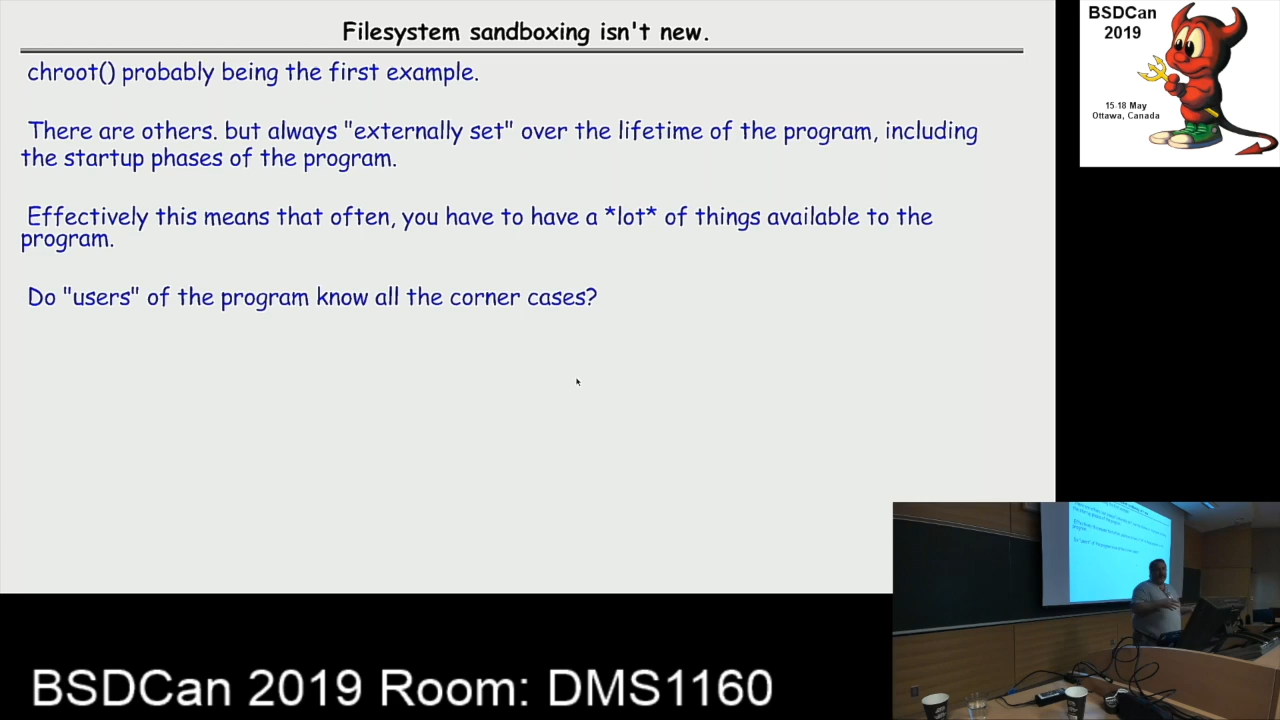 Filesystem sandboxing isn't new.
chroot() probably being the first example.
There are others. but always "externally set" over the lifetime of the program, including
the startup phases of the program.
Effectively this means that often, you have to have a *lot* of things available to the
program.
Do "users" of the program know all the corner cases?
BSDCan
2019
15-18 May
Ottawa, Canada
BSDCan 2019 Room: DMS1160